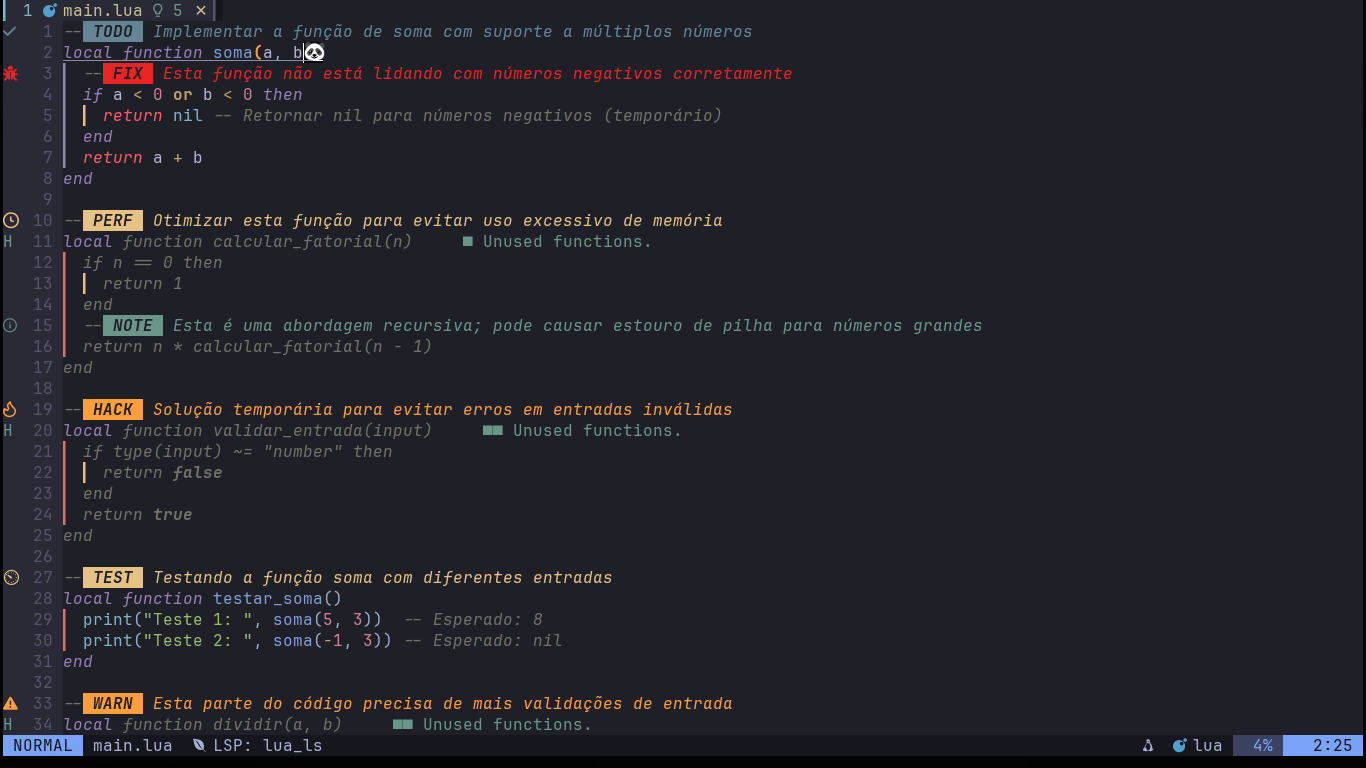 1 main.lua 5 ×
1 -- TODO Implementar a função de soma com suporte a múltiplos números
2 local function soma(a, b
3 -- FIX Esta função não está lidando com números negativos corretamente
4 if a < 0 or b < 0 then
5 return nil -- Retornar nil para números negativos (temporário)
6 end
7 return a + b
8 end
9
10 -- PERF Otimizar esta função para evitar uso excessivo de memória
H 11 local function calcular_fatorial(n) ■ Unused functions.
12 if n == 0 then
13 return 1
14 end
15 -- NOTE Esta é uma abordagem recursiva; pode causar estouro de pilha para números grandes
16 return n * calcular_fatorial(n - 1)
17 end
18
19 -- HACK Solução temporária para evitar erros em entradas inválidas
H 20 local function validar_entrada(input) ■■ Unused functions.
21 if type(input) ~= "number" then
22 return false
23 end
24 return true
25 end
26
27 -- TEST Testando a função soma com diferentes entradas
28 local function testar_soma()
29 print("Teste 1: ", soma(5, 3)) -- Esperado: 8
30 print("Teste 2: ", soma(-1, 3)) -- Esperado: nil
31 end
32
33 -- WARN Esta parte do código precisa de mais validações de entrada
H 34 local function dividir(a, b) ■■ Unused functions.
NORMAL main.lua LSP: lua_ls lua 4% 2:25